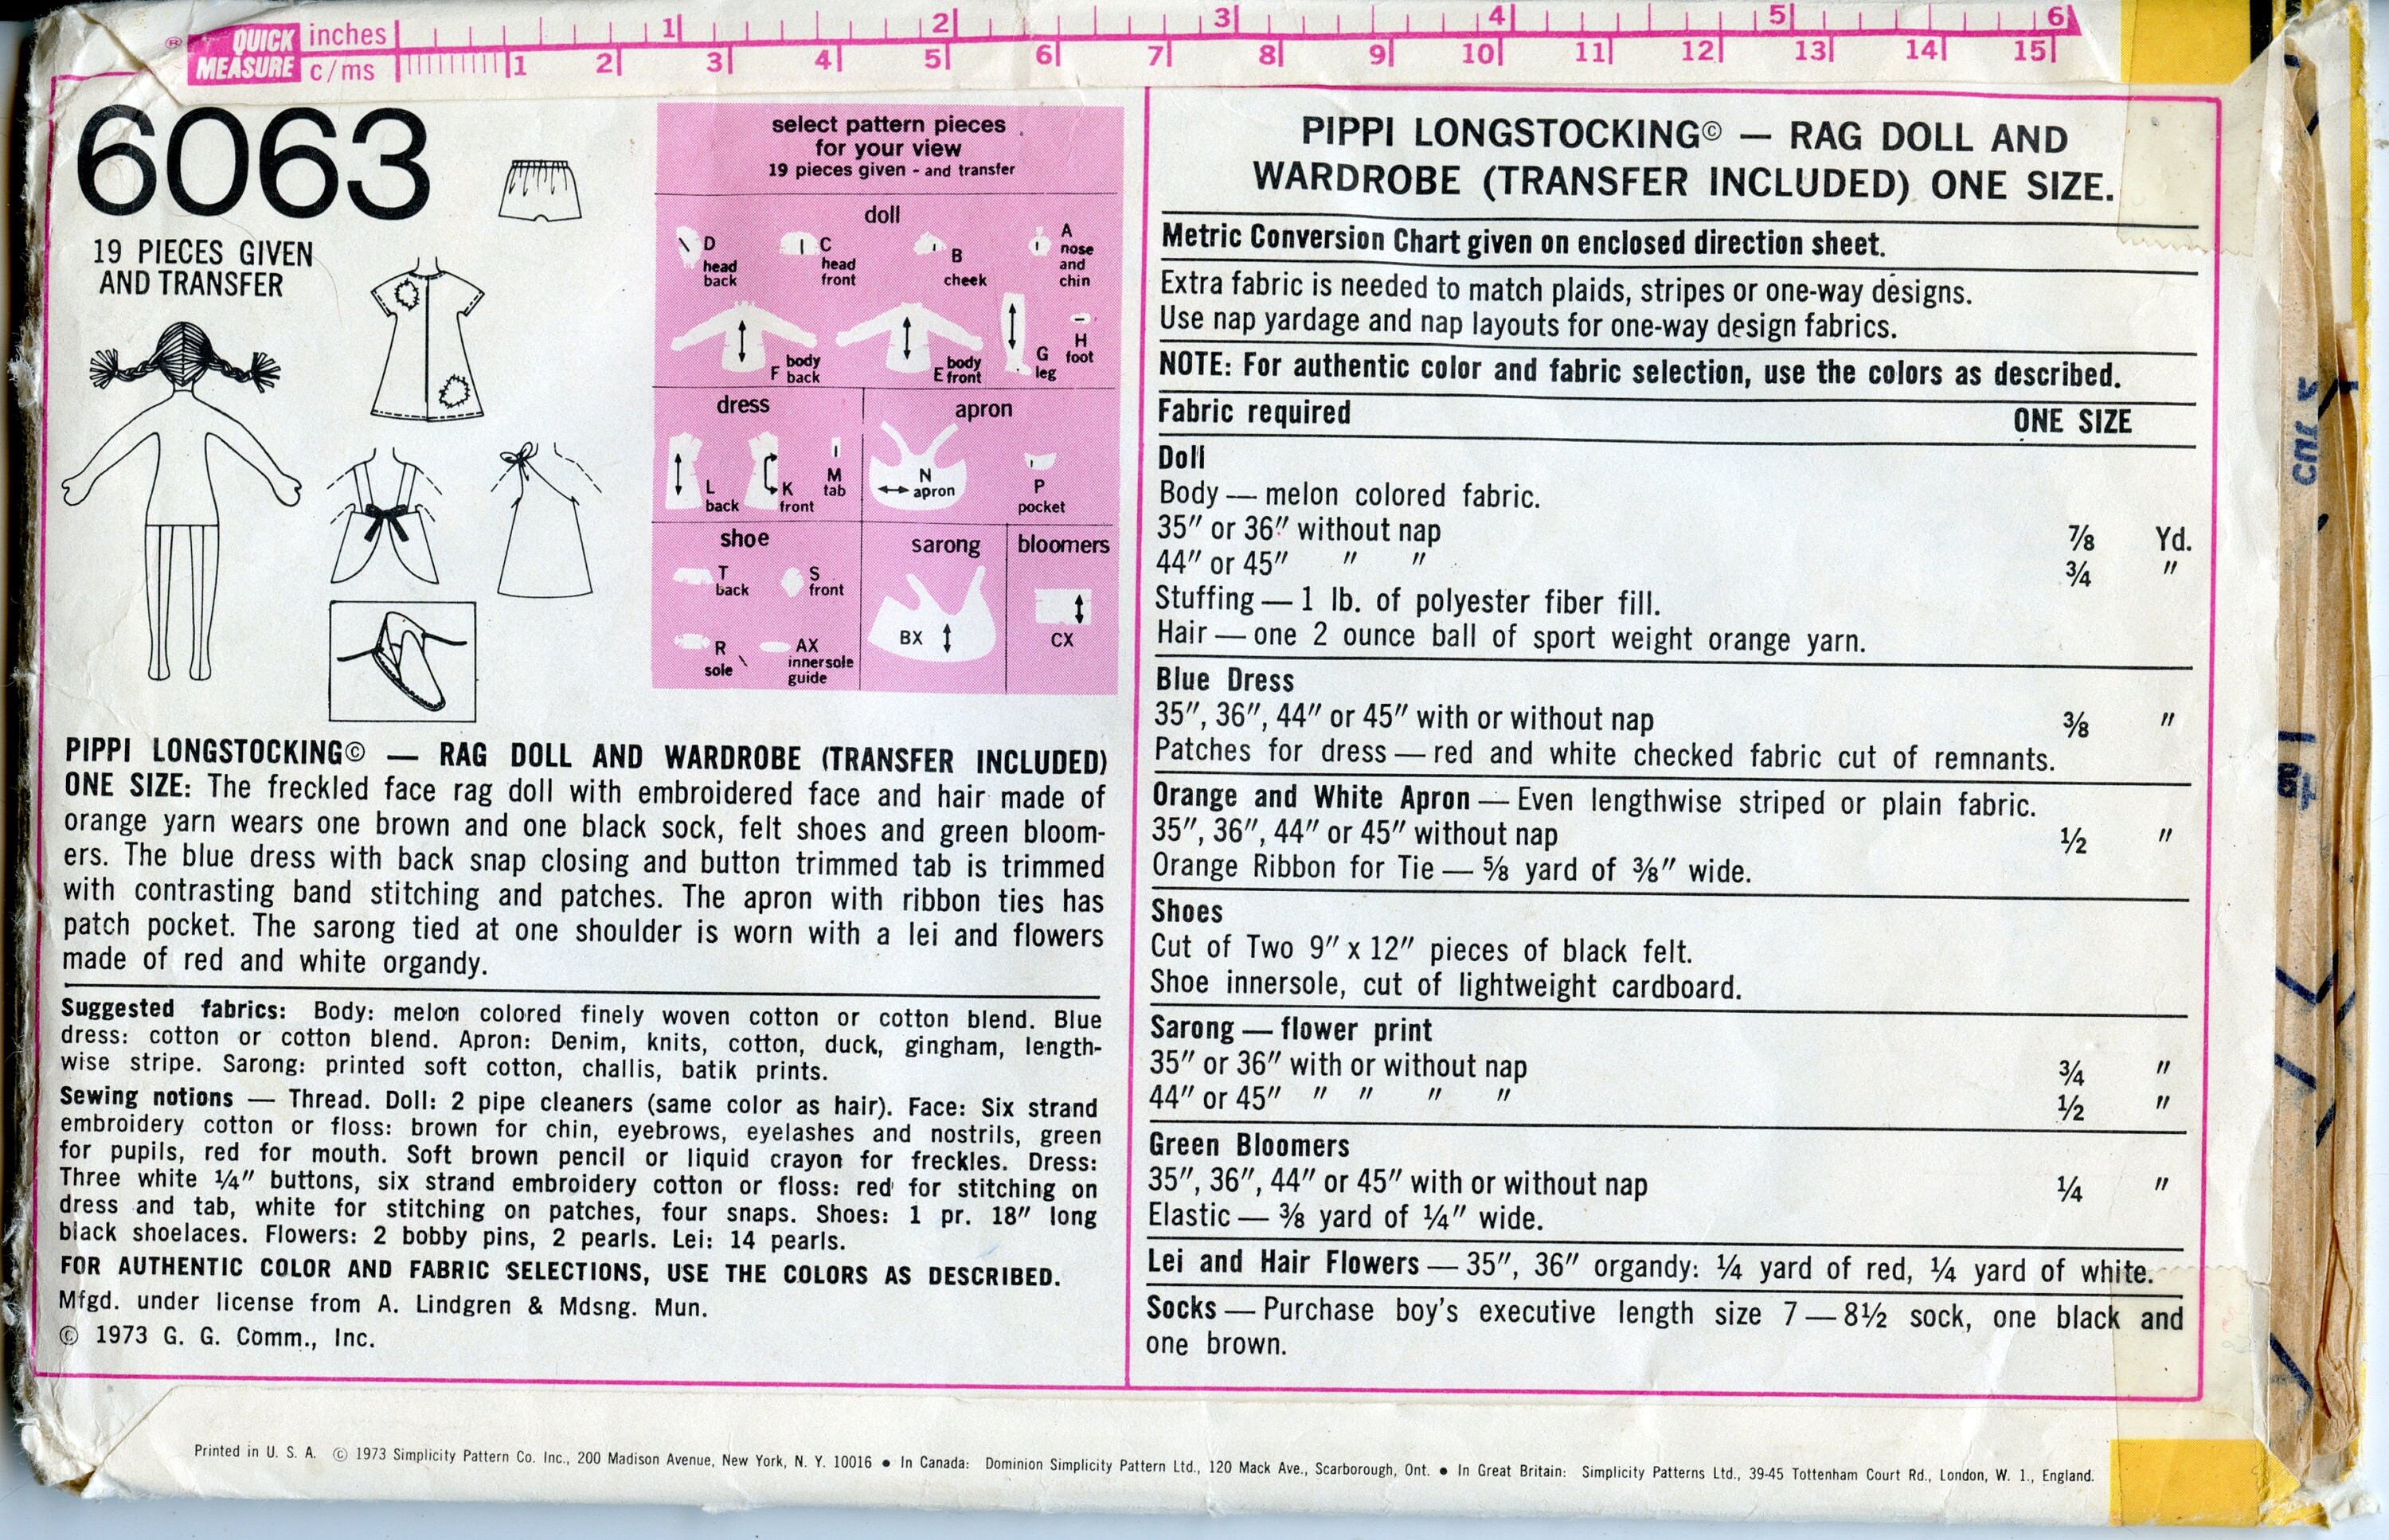 ® QUICK MEASURE inches 1 2 3 4 5 6
c/ms 1 2 3 4 5 6 7 8 9 10 11 12 13 14 15
6063
19 PIECES GIVEN
AND TRANSFER
select pattern pieces
for your view
19 pieces given - and transfer
doll
D head back
C head front
B cheek
A nose and chin
F body back
E body front
G leg
H foot
dress
L back
K front
M tab
apron
N apron
P pocket
shoe
T back
S front
R sole
AX innersole guide
sarong
BX
bloomers
CX
PIPPI LONGSTOCKING© — RAG DOLL AND WARDROBE (TRANSFER INCLUDED)
ONE SIZE: The freckled face rag doll with embroidered face and hair made of
orange yarn wears one brown and one black sock, felt shoes and green bloom-
ers. The blue dress with back snap closing and button trimmed tab is trimmed
with contrasting band stitching and patches. The apron with ribbon ties has
patch pocket. The sarong tied at one shoulder is worn with a lei and flowers
made of red and white organdy.
Suggested fabrics: Body: melon colored finely woven cotton or cotton blend. Blue
dress: cotton or cotton blend. Apron: Denim, knits, cotton, duck, gingham, length-
wise stripe. Sarong: printed soft cotton, challis, batik prints.
Sewing notions — Thread. Doll: 2 pipe cleaners (same color as hair). Face: Six strand
embroidery cotton or floss: brown for chin, eyebrows, eyelashes and nostrils, green
for pupils, red for mouth. Soft brown pencil or liquid crayon for freckles. Dress:
Three white ¼″ buttons, six strand embroidery cotton or floss: red for stitching on
dress and tab, white for stitching on patches, four snaps. Shoes: 1 pr. 18″ long
black shoelaces. Flowers: 2 bobby pins, 2 pearls. Lei: 14 pearls.
FOR AUTHENTIC COLOR AND FABRIC SELECTIONS, USE THE COLORS AS DESCRIBED.
Mfgd. under license from A. Lindgren & Mdsng. Mun.
© 1973 G. G. Comm., Inc.
PIPPI LONGSTOCKING© — RAG DOLL AND
WARDROBE (TRANSFER INCLUDED) ONE SIZE.
Metric Conversion Chart given on enclosed direction sheet.
Extra fabric is needed to match plaids, stripes or one-way designs.
Use nap yardage and nap layouts for one-way design fabrics.
NOTE: For authentic color and fabric selection, use the colors as described.
Fabric required ONE SIZE
Doll
Body — melon colored fabric.
35″ or 36″ without nap ⅞ Yd.
44″ or 45″ ″ ″ ¾ ″
Stuffing — 1 lb. of polyester fiber fill.
Hair — one 2 ounce ball of sport weight orange yarn.
Blue Dress
35″, 36″, 44″ or 45″ with or without nap ⅜ ″
Patches for dress — red and white checked fabric cut of remnants.
Orange and White Apron — Even lengthwise striped or plain fabric.
35″, 36″, 44″ or 45″ without nap ½ ″
Orange Ribbon for Tie — ⅝ yard of ⅜″ wide.
Shoes
Cut of Two 9″ x 12″ pieces of black felt.
Shoe innersole, cut of lightweight cardboard.
Sarong — flower print
35″ or 36″ with or without nap ¾ ″
44″ or 45″ ″ ″ ″ ″ ½ ″
Green Bloomers
35″, 36″, 44″ or 45″ with or without nap ¼ ″
Elastic — ⅜ yard of ¼″ wide.
Lei and Hair Flowers — 35″, 36″ organdy: ¼ yard of red, ¼ yard of white.
Socks — Purchase boy's executive length size 7 — 8½ sock, one black and
one brown.
Printed in U. S. A. © 1973 Simplicity Pattern Co. Inc., 200 Madison Avenue, New York, N. Y. 10016 ● In Canada: Dominion Simplicity Pattern Ltd., 120 Mack Ave., Scarborough, Ont. ● In Great Britain: Simplicity Patterns Ltd., 39-45 Tottenham Court Rd., London, W. 1., England.